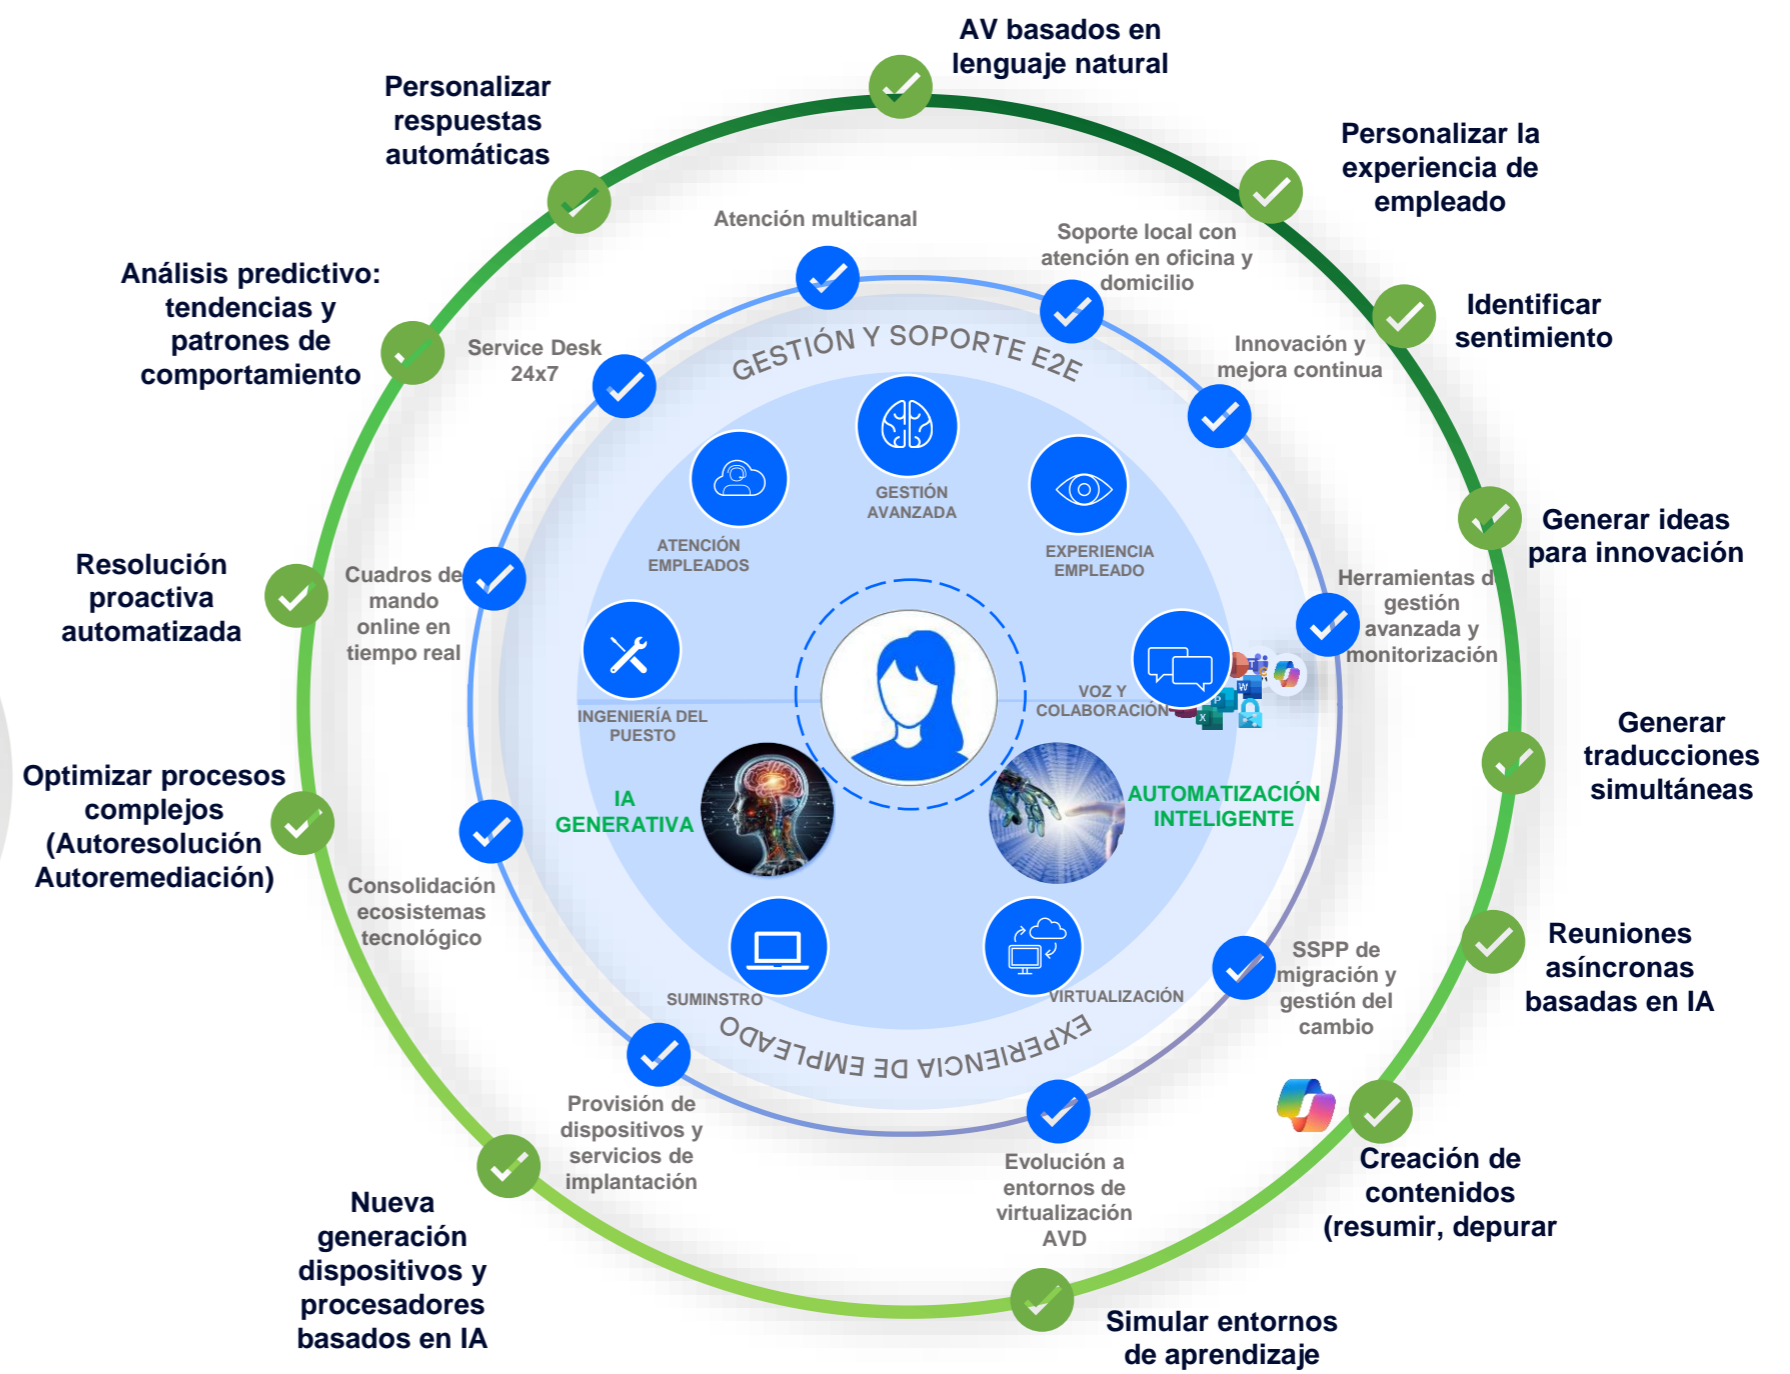 AV basados en
lenguaje natural
Personalizar
respuestas
automáticas
Personalizar la
experiencia de
empleado
Análisis predictivo:
tendencias y
patrones de
comportamiento
Identificar
sentimiento
Resolución
proactiva
automatizada
Generar ideas
para innovación
Optimizar procesos
complejos
(Autoresolución
Autoremediación)
Generar
traducciones
simultáneas
Reuniones
asíncronas
basadas en IA
Nueva
generación
dispositivos y
procesadores
basados en IA
Creación de
contenidos
(resumir, depurar
Simular entornos
de aprendizaje
Atención multicanal
Soporte local con
atención en oficina y
domicilio
Service Desk
24x7
Innovación y
mejora continua
Cuadros de
mando
online en
tiempo real
Herramientas d
gestión
avanzada y
monitorización
Consolidación
ecosistemas
tecnológico
SSPP de
migración y
gestión del
cambio
Provisión de
dispositivos y
servicios de
implantación
Evolución a
entornos de
virtualización
AVD
GESTIÓN Y SOPORTE E2E
GESTIÓN
AVANZADA
ATENCIÓN
EMPLEADOS
EXPERIENCIA
EMPLEADO
INGENIERÍA DEL
PUESTO
VOZ Y
COLABORACIÓN
W
X
IA
GENERATIVA
AUTOMATIZACIÓN
INTELIGENTE
SUMINSTRO
VIRTUALIZACIÓN
EXPERIENCIA DE EMPLEADO